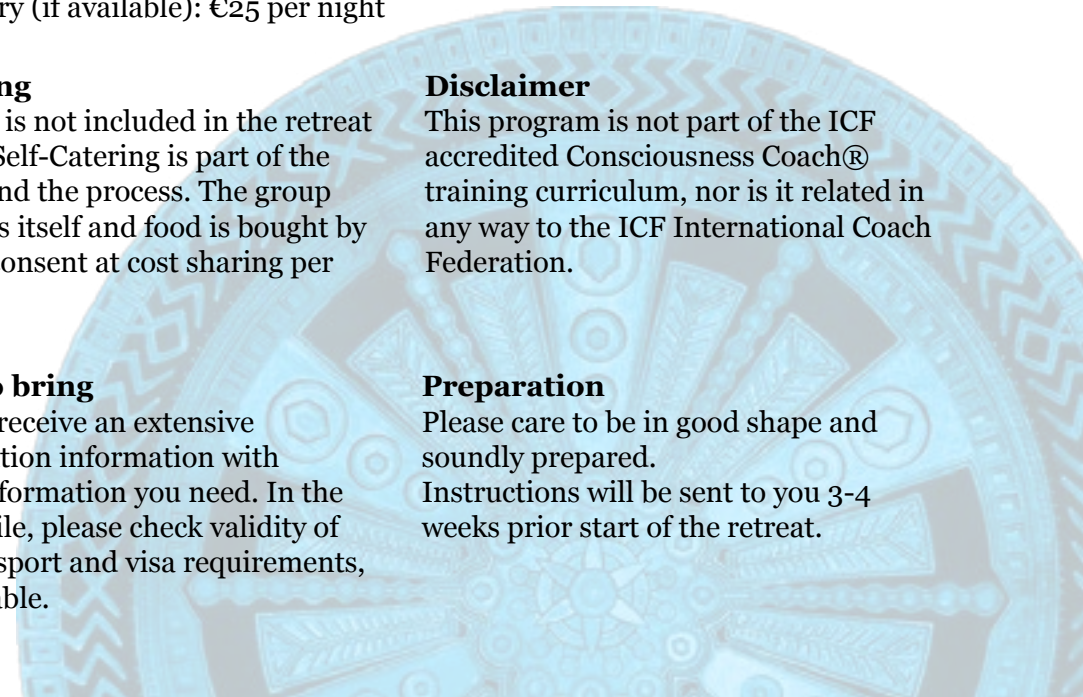 ry (if available): €25 per night
ng
is not included in the retreat
Self-Catering is part of the
nd the process. The group
s itself and food is bought by
onsent at cost sharing per
o bring
receive an extensive
tion information with
nformation you need. In the
ile, please check validity of
sport and visa requirements,
able.
Disclaimer
This program is not part of the ICF
accredited Consciousness Coach®
training curriculum, nor is it related in
any way to the ICF International Coach
Federation.
Preparation
Please care to be in good shape and
soundly prepared.
Instructions will be sent to you 3-4
weeks prior start of the retreat.